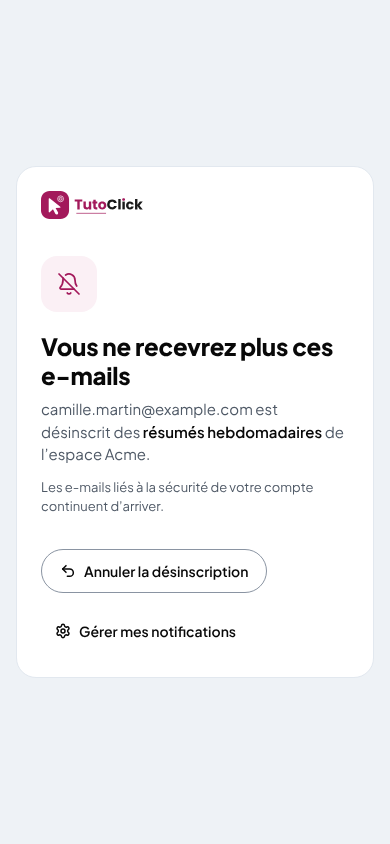 TutoClick
Vous ne recevrez plus ces
e-mails
camille.martin@example.com est
désinscrit des résumés hebdomadaires de
l'espace Acme.
Les e-mails liés à la sécurité de votre compte
continuent d'arriver.
Annuler la désinscription
Gérer mes notifications